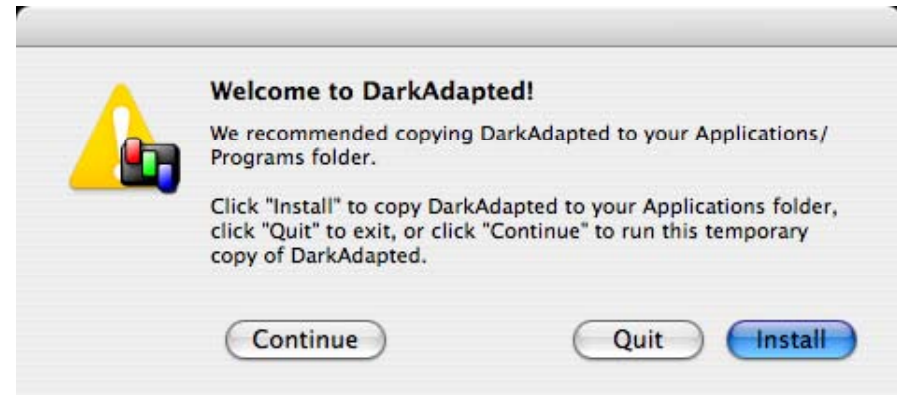 Welcome to DarkAdapted!
We recommended copying DarkAdapted to your Applications/
Programs folder.
Click "Install" to copy DarkAdapted to your Applications folder,
click "Quit" to exit, or click "Continue" to run this temporary
copy of DarkAdapted.
Continue Quit Install